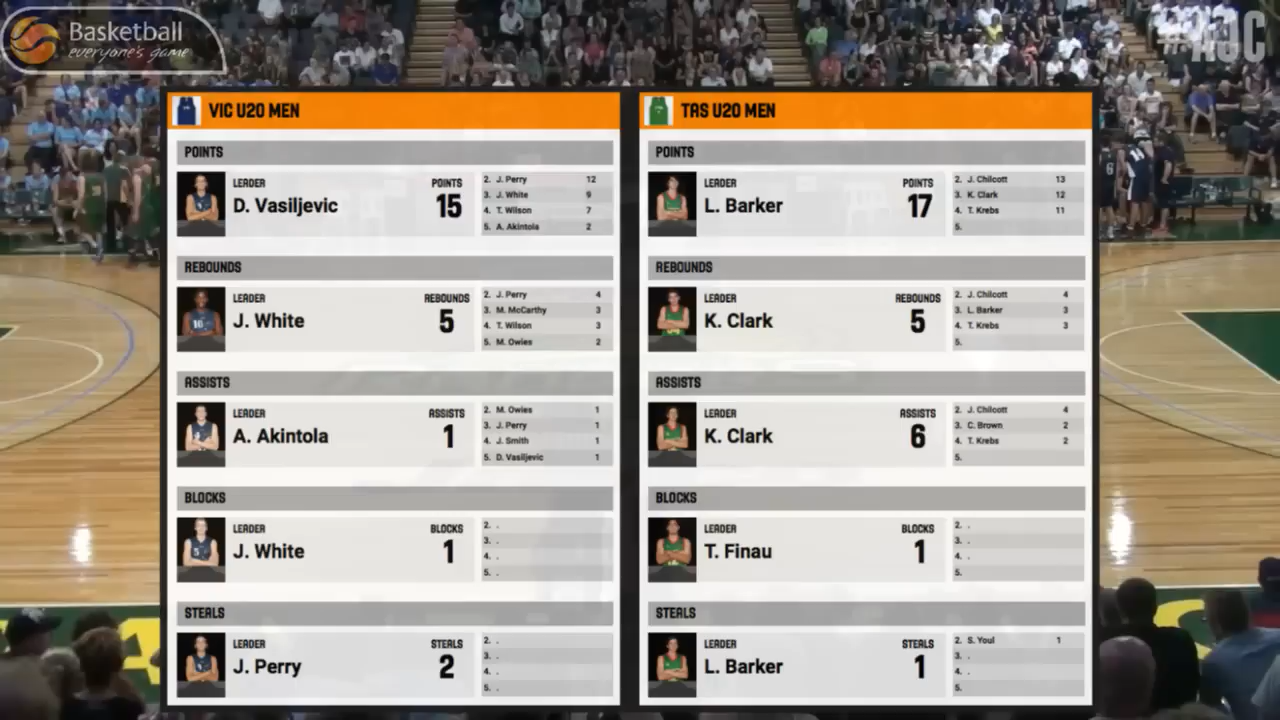 Basketball
everyone's game
VIC U20 MEN
POINTS
LEADER POINTS
D. Vasiljevic 15
2. J. Perry 12
3. J. White 9
4. T. Wilson 7
5. A. Akintola 2
REBOUNDS
LEADER REBOUNDS
J. White 5
2. J. Perry 4
3. M. McCarthy 3
4. T. Wilson 3
5. M. Owies 2
ASSISTS
LEADER ASSISTS
A. Akintola 1
2. M. Owies 1
3. J. Perry 1
4. J. Smith 1
5. D. Vasiljevic 1
BLOCKS
LEADER BLOCKS
J. White 1
2. .
3. .
4. .
5. .
STEALS
LEADER STEALS
J. Perry 2
2. .
3. .
4. .
5. .
TAS U20 MEN
POINTS
LEADER POINTS
L. Barker 17
2. J. Chilcott 13
3. K. Clark 12
4. T. Krebs 11
5.
REBOUNDS
LEADER REBOUNDS
K. Clark 5
2. J. Chilcott 4
3. L. Barker 3
4. T. Krebs 3
5.
ASSISTS
LEADER ASSISTS
K. Clark 6
2. J. Chilcott 4
3. C. Brown 2
4. T. Krebs 2
5.
BLOCKS
LEADER BLOCKS
T. Finau 1
2. .
3. .
4. .
5.
STEALS
LEADER STEALS
L. Barker 1
2. S. Youl 1
3. .
4. .
5.